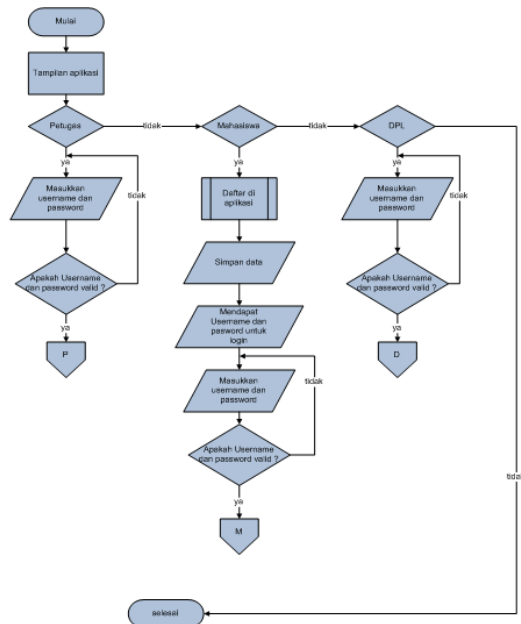 Mulai
Tampilan aplikasi
Petugas
tidak
Mahasiswa
tidak
DPL
ya
Masukkan
username dan
password
tidak
Apakah Username
dan password valid ?
ya
P
ya
Daftar di
aplikasi
Simpan data
Mendapat
Username dan
pasword untuk
login
Masukkan
username dan
password
tidak
Apakah Username
dan password valid ?
ya
M
ya
Masukkan
username dan
password
tidak
Apakah Username
dan password valid ?
ya
D
tidak
selesai